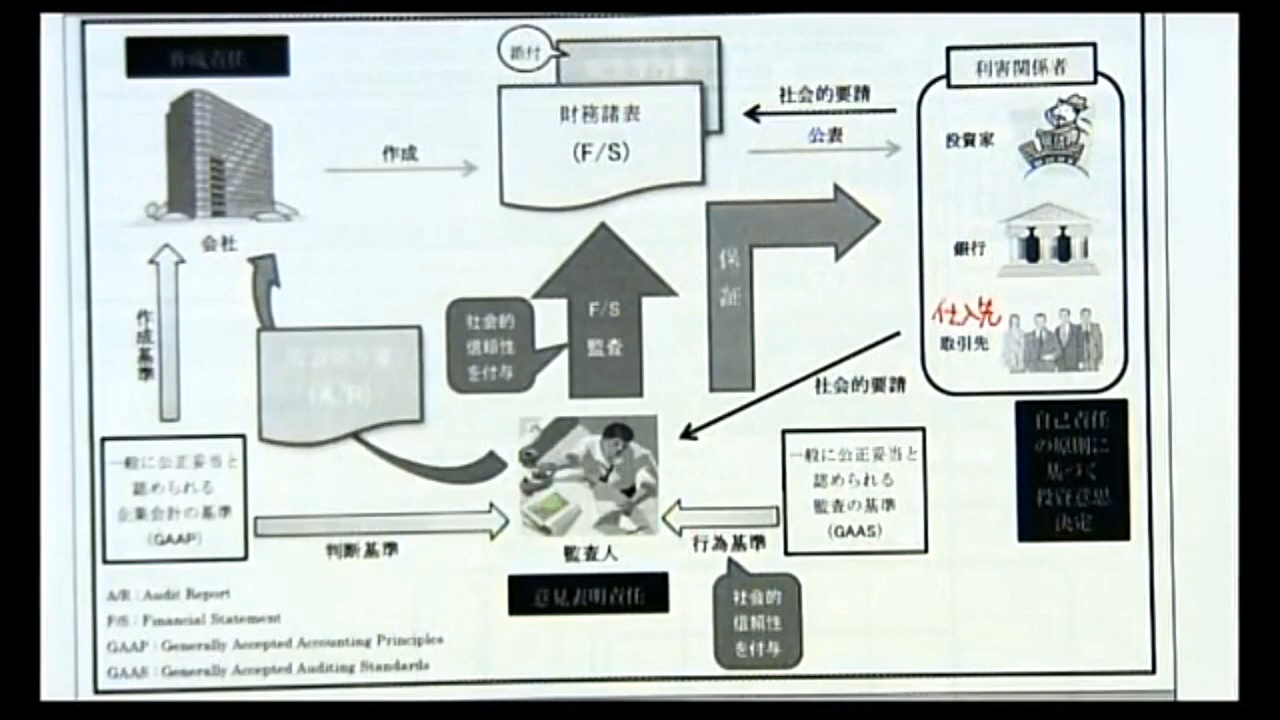 作成責任
添付
財務諸表
(F/S)
利害関係者
社会的要請
公表
作成
投資家
会社
銀行
保証
F/S
監査
社会的
信頼性
を付与
作成基準
(A/R)
仕入先
取引先
社会的要請
自己責任
の原則に
基づく
投資意思
決定
一般に公正妥当と
認められる
企業会計の基準
(GAAP)
一般に公正妥当と
認められる
監査の基準
(GAAS)
判断基準
監査人
行為基準
意見表明責任
社会的
信頼性
を付与
A/R : Audit Report
F/S : Financial Statement
GAAP : Generally Accepted Accounting Principles
GAAS : Generally Accepted Auditing Standards